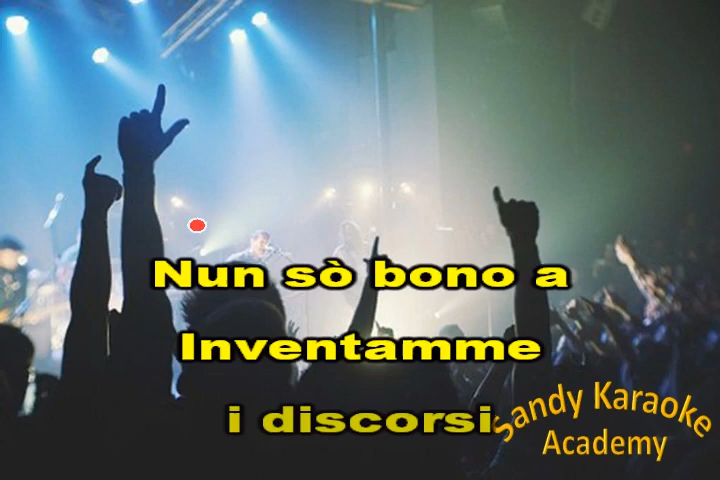 Nun sò bono a
Inventamme
i discorsi
Sandy Karaoke
Academy